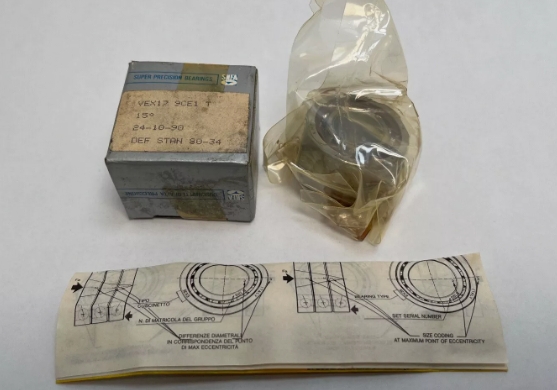 SUPER PRECISION BEARINGS
VEX17 9CE1 T
15°
24-10-90
DEF STAN 80-34
TIPO
CUSCINETTO
N. DI MATRICOLA DEL GRUPPO
DIFFERENZE DIAMETRALE
IN CORRISPONDENZA DEL PUNTO
DI MAX ECCENTRICITÀ
BEARING TYPE
SET SERIAL NUMBER
SIZE CODING
AT MAXIMUM POINT OF ECCENTRICITY